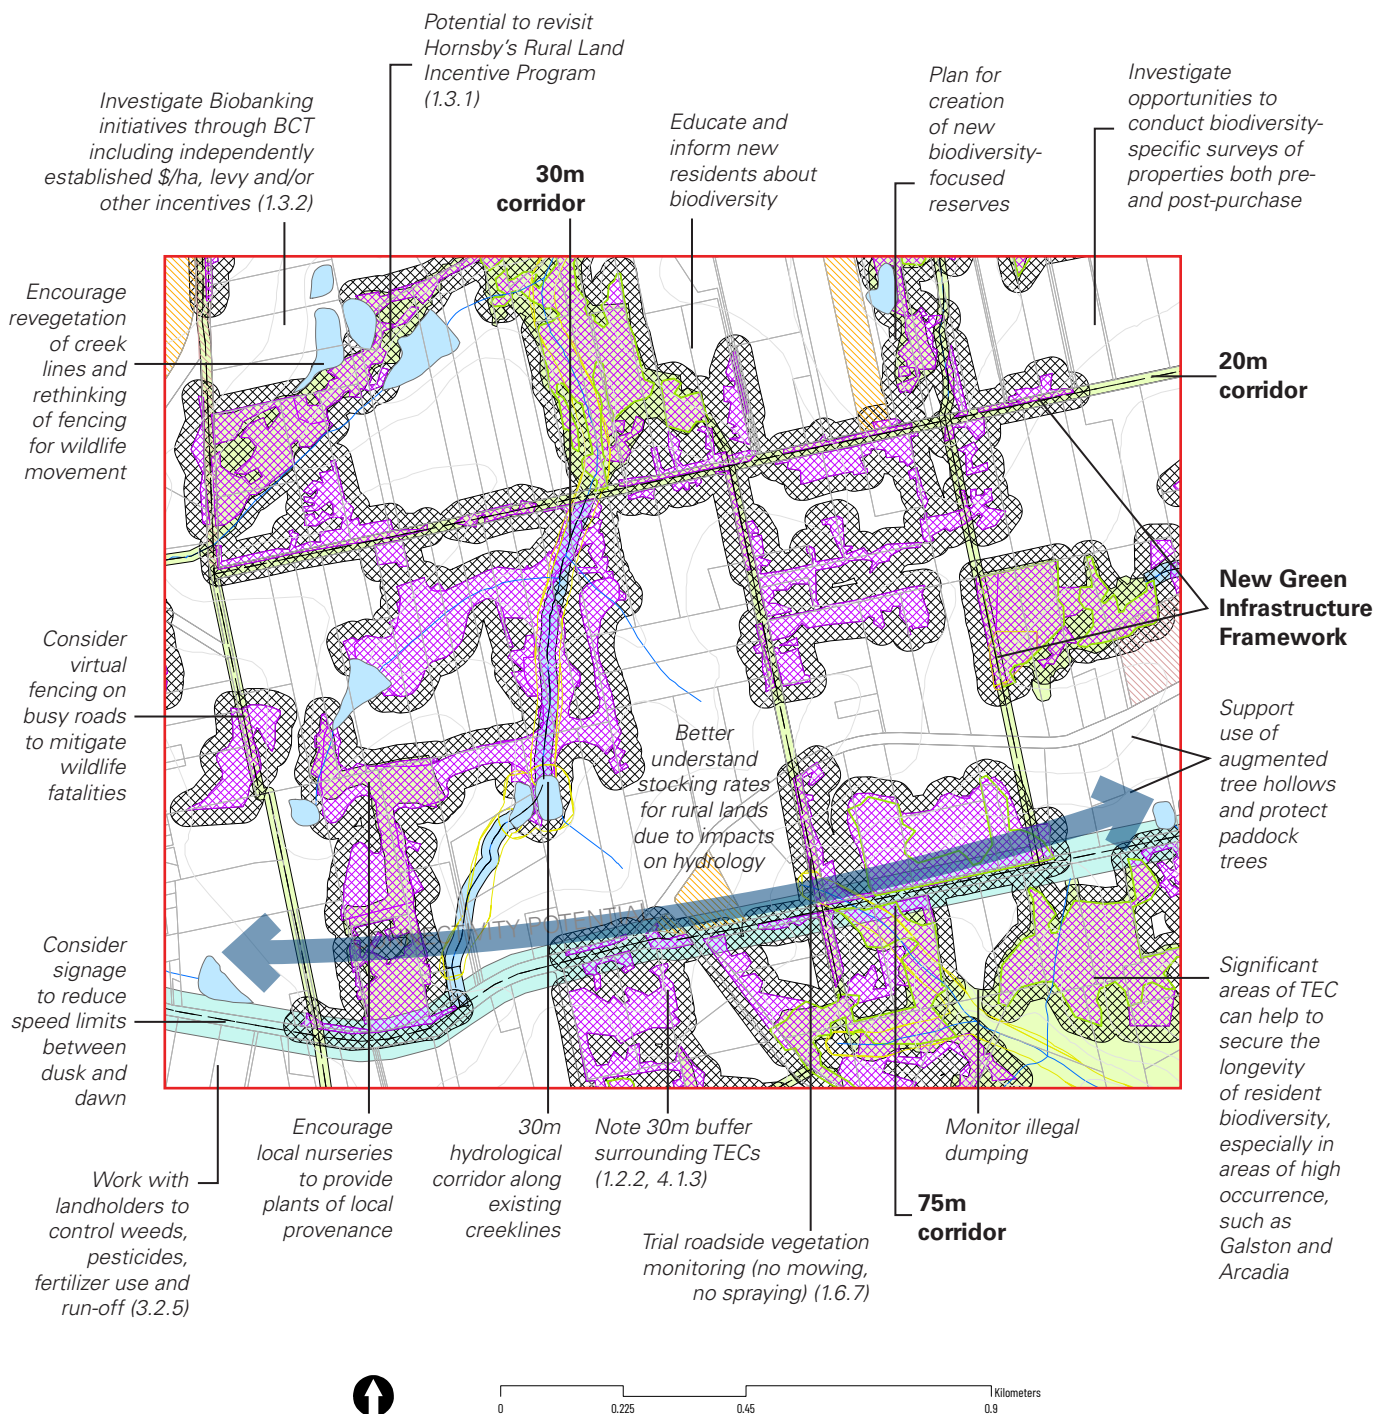 Potential to revisit
Hornsby's Rural Land
Incentive Program
(1.3.1)
Investigate Biobanking
initiatives through BCT
including independently
established $/ha, levy and/or
other incentives (1.3.2)
30m
corridor
Educate and
inform new
residents about
biodiversity
Plan for
creation
of new
biodiversity-
focused
reserves
Investigate
opportunities to
conduct biodiversity-
specific surveys of
properties both pre-
and post-purchase
Encourage
revegetation
of creek
lines and
rethinking
of fencing
for wildlife
movement
20m
corridor
New Green
Infrastructure
Framework
Consider
virtual
fencing on
busy roads
to mitigate
wildlife
fatalities
Better
understand
stocking rates
for rural lands
due to impacts
on hydrology
Support
use of
augmented
tree hollows
and protect
paddock
trees
Consider
signage
to reduce
speed limits
between
dusk and
dawn
Significant
areas of TEC
can help to
secure the
longevity
of resident
biodiversity,
especially in
areas of high
occurrence,
such as
Galston and
Arcadia
Work with
landholders to
control weeds,
pesticides,
fertilizer use and
run-off (3.2.5)
Encourage
local nurseries
to provide
plants of local
provenance
30m
hydrological
corridor along
existing
creeklines
Note 30m buffer
surrounding TECs
(1.2.2, 4.1.3)
Trial roadside vegetation
monitoring (no mowing,
no spraying) (1.6.7)
75m
corridor
Monitor illegal
dumping
Kilometers
0 0.225 0.45 0.9